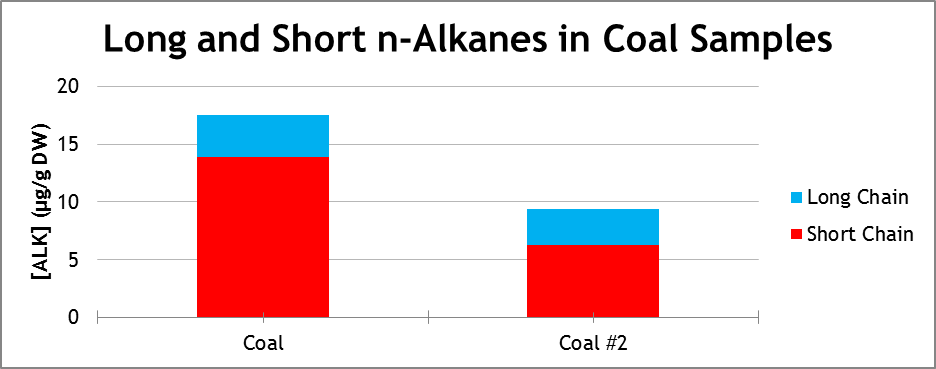 Long and Short n-Alkanes in Coal Samples
[ALK] (µg/g DW)
20
15
10
5
0
Coal
Coal #2
Long Chain
Short Chain